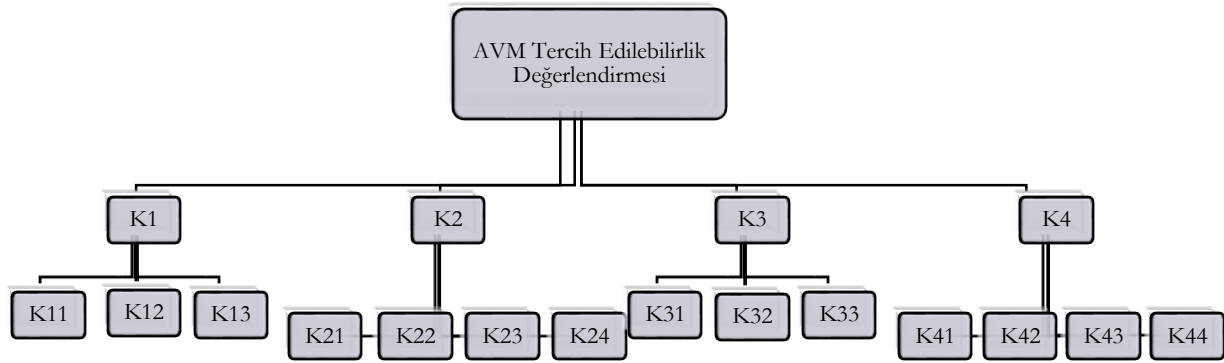 AVM Tercih Edilebilirlik
Değerlendirmesi
K1
K2
K3
K4
K11
K12
K13
K21
K22
K23
K24
K31
K32
K33
K41
K42
K43
K44